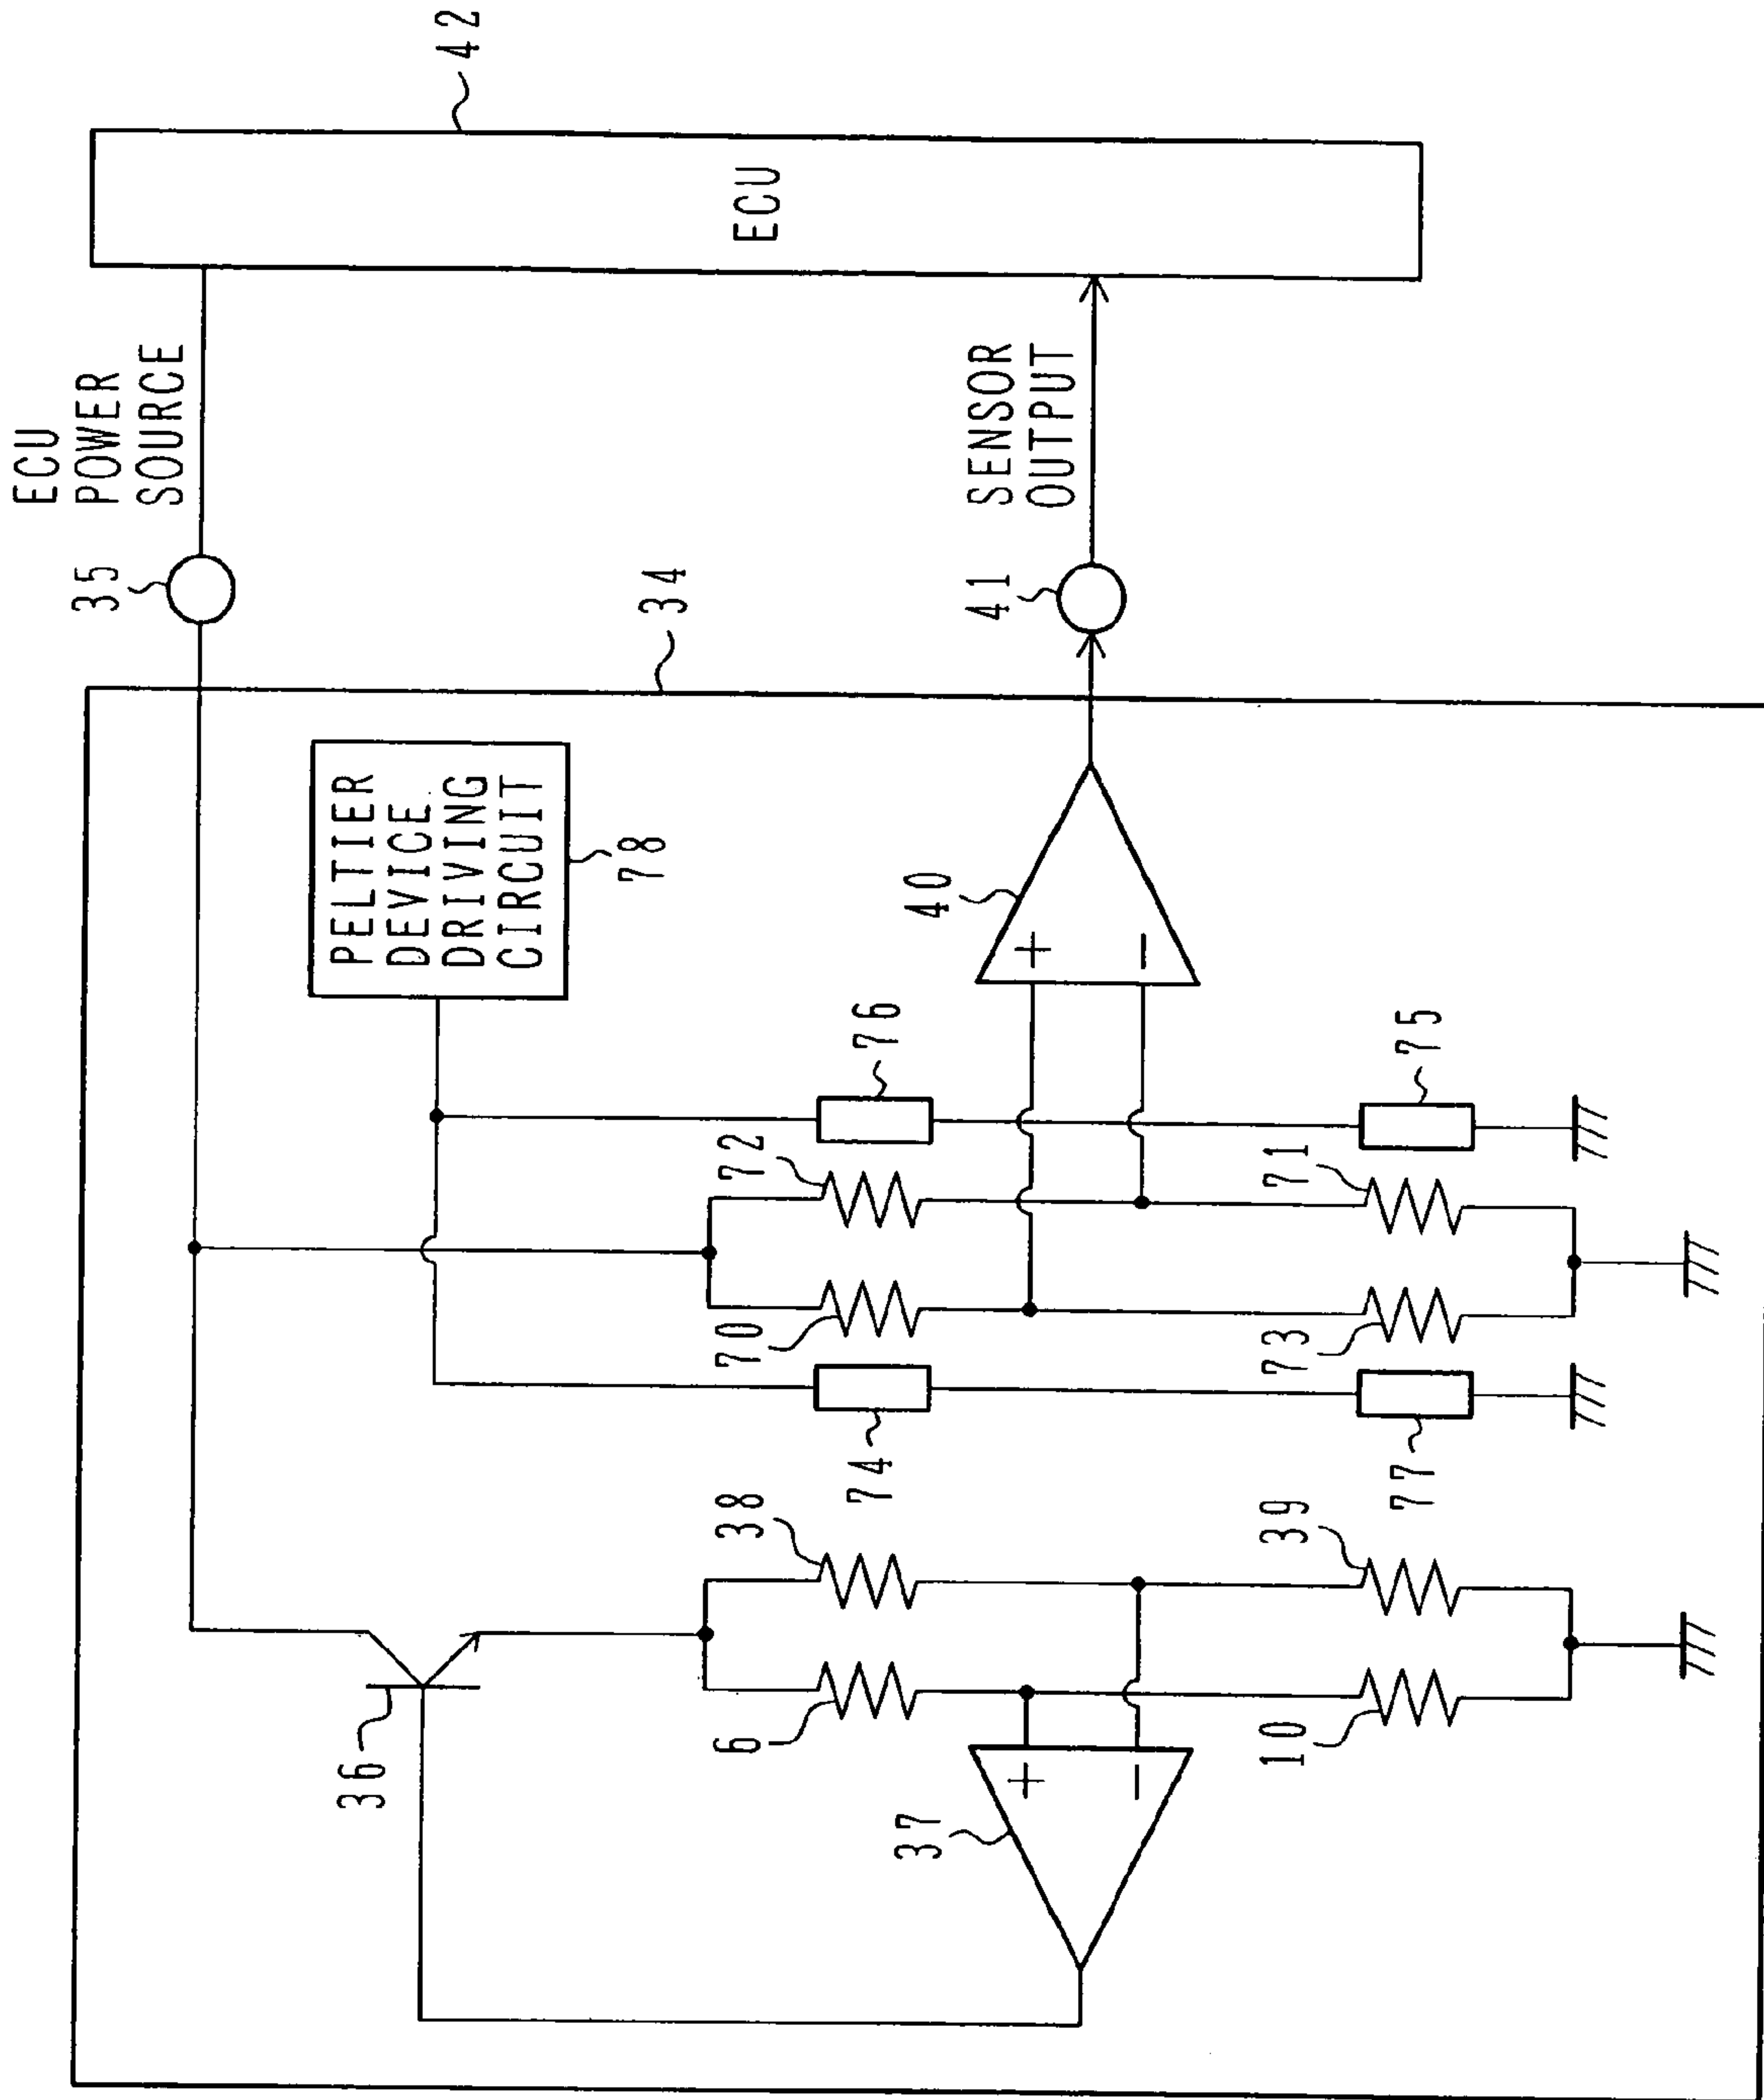 ECU
POWER
SOURCE
35
42
ECU
34
36
PELTIER
DEVICE
DRIVING
CIRCUIT
78
38
6
37
+
−
39
10
74
77
70
72
73
71
76
75
40
+
−
41
SENSOR
OUTPUT